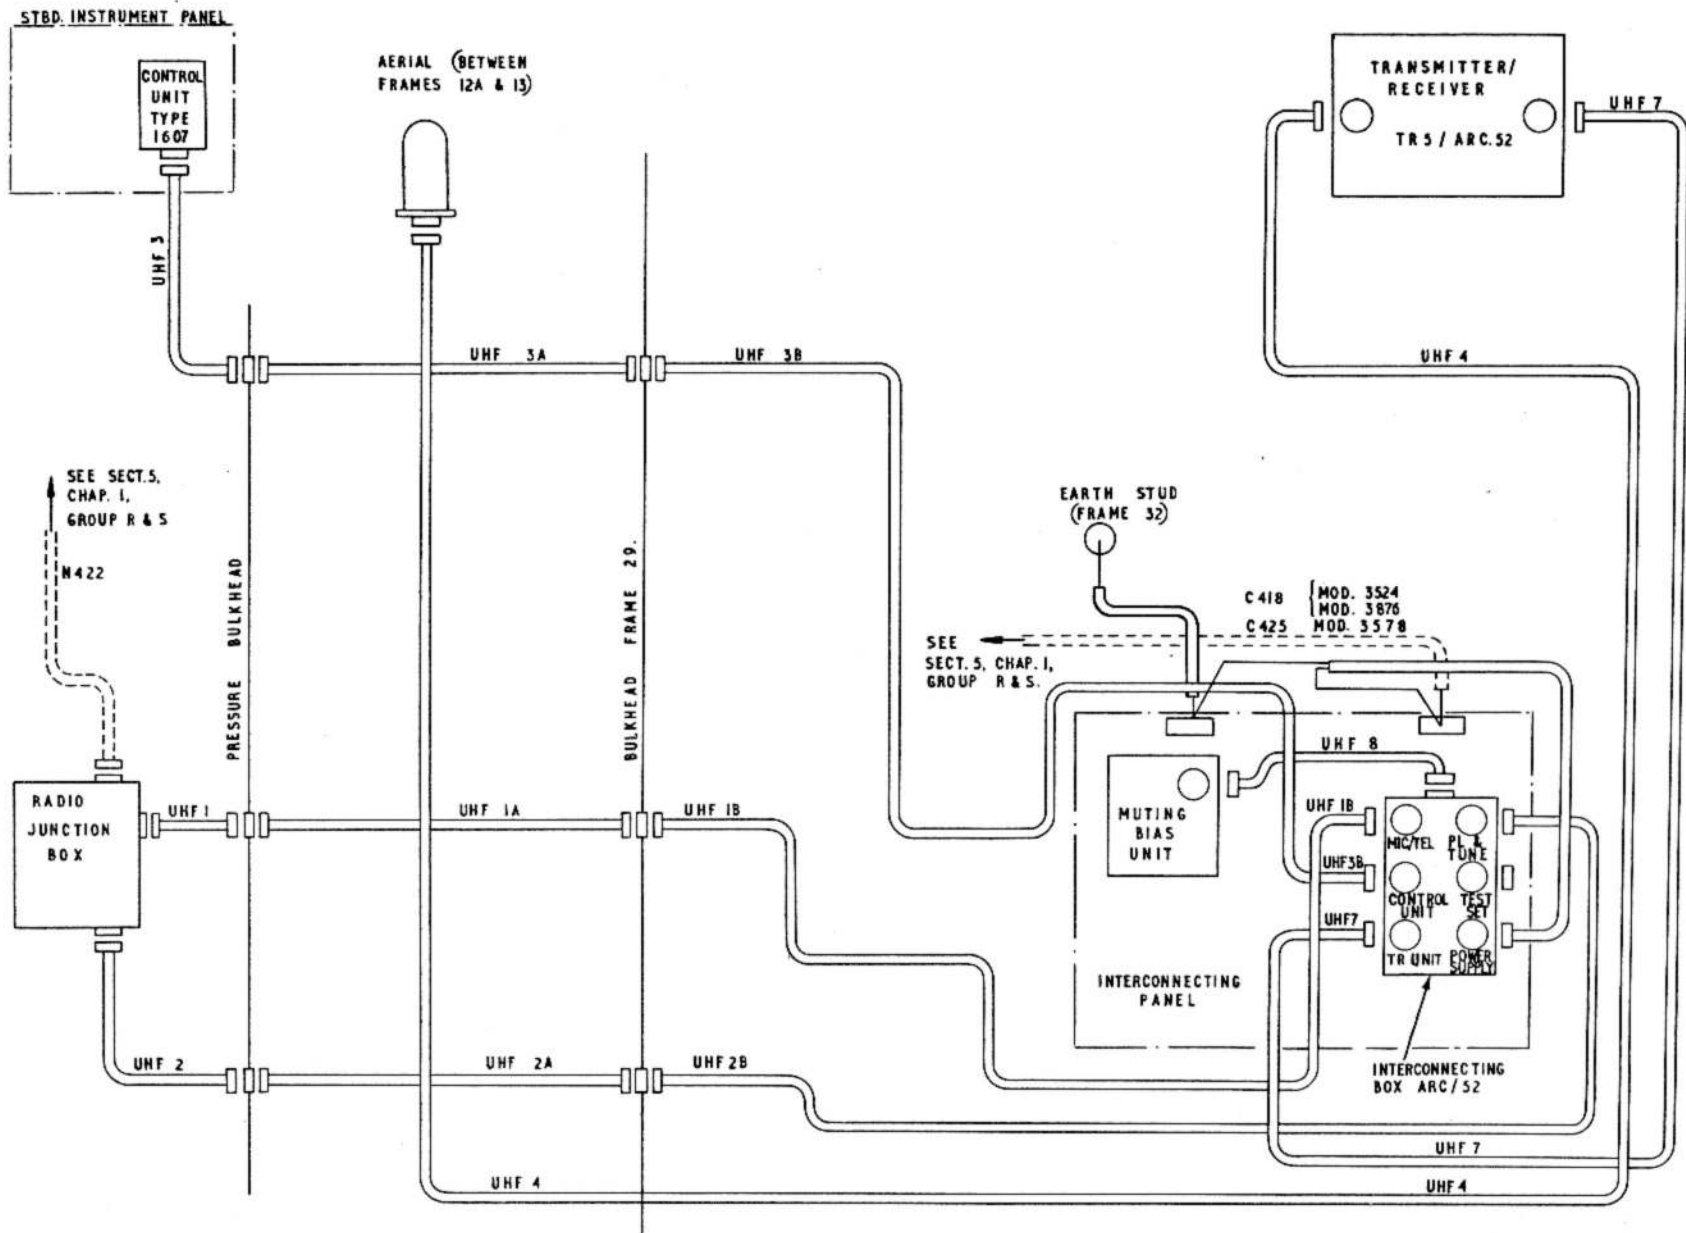 STBD. INSTRUMENT PANEL
CONTROL
UNIT
TYPE
1607
AERIAL (BETWEEN
FRAMES 12A & 13)
TRANSMITTER/
RECEIVER
TR5 / ARC.52
UHF 7
UHF 3
UHF 3A
UHF 3B
UHF 4
SEE SECT.5,
CHAP. 1,
GROUP R & S
N422
PRESSURE BULKHEAD
BULKHEAD FRAME 29.
EARTH STUD
(FRAME 32)
C418 { MOD. 3524
MOD. 3876
C425 MOD. 3578
SEE
SECT. 5, CHAP. 1,
GROUP R & S.
RADIO
JUNCTION
BOX
UHF 1
UHF 1A
UHF 1B
UHF 8
MUTING
BIAS
UNIT
UHF 1B
MIC/TEL
PL &
TUNE
UHF3B
CONTROL
UNIT
TEST
SET
UHF7
TR UNIT
POWER
SUPPLY
INTERCONNECTING
PANEL
INTERCONNECTING
BOX ARC/52
UHF 2
UHF 2A
UHF2B
UHF 7
UHF 4
UHF4